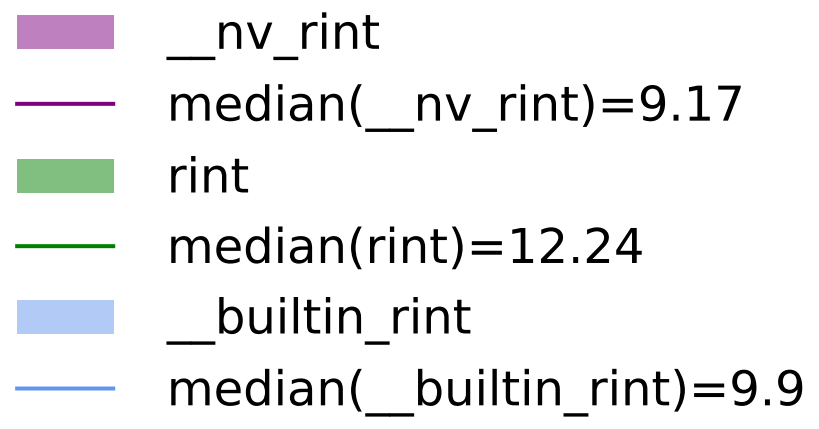 __nv_rint
median(__nv_rint)=9.17
rint
median(rint)=12.24
__builtin_rint
median(__builtin_rint)=9.9